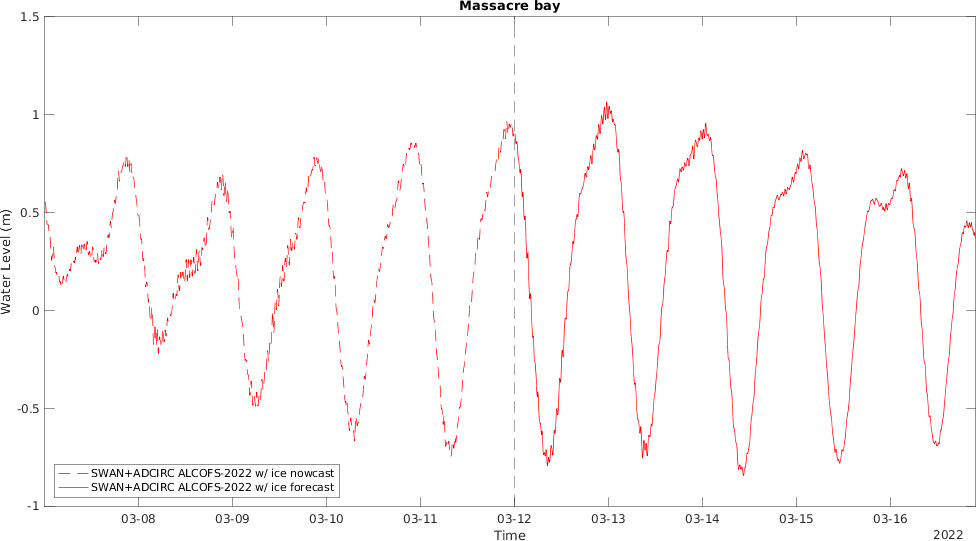 Massacre bay
1.5
1
0.5
0
-0.5
-1
Water Level (m)
SWAN+ADCIRC ALCOFS-2022 w/ ice nowcast
SWAN+ADCIRC ALCOFS-2022 w/ ice forecast
03-08 03-09 03-10 03-11 03-12 03-13 03-14 03-15 03-16
Time
2022